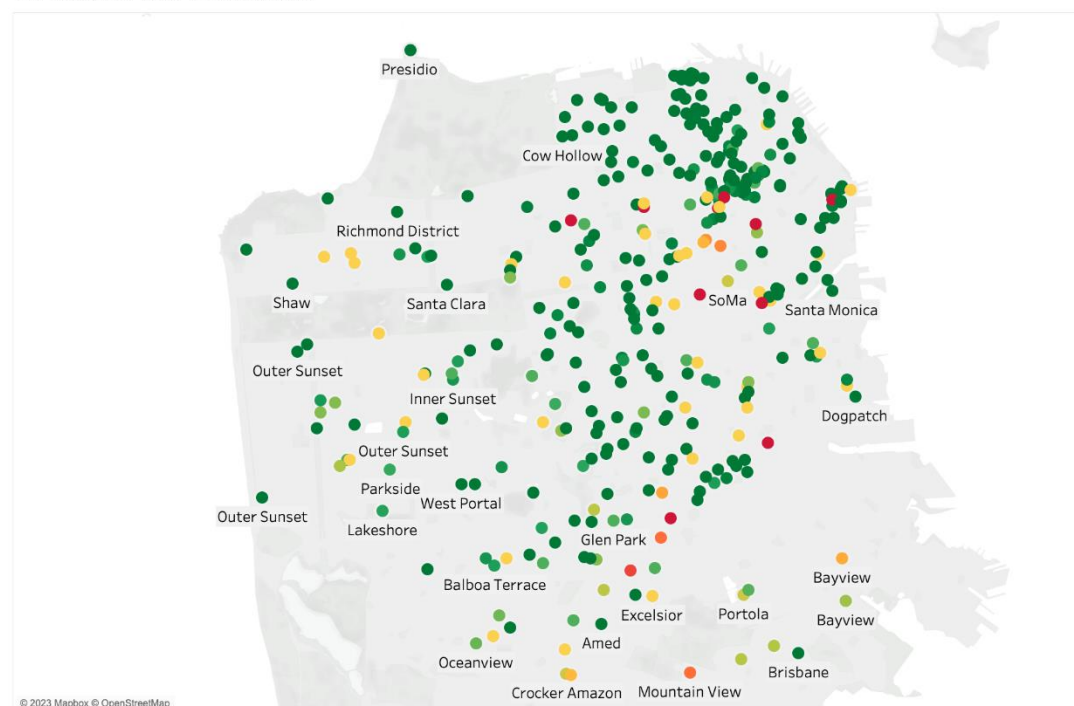 Presidio
Cow Hollow
Richmond District
Shaw
Santa Clara
SoMa
Santa Monica
Outer Sunset
Inner Sunset
Dogpatch
Outer Sunset
Parkside
West Portal
Outer Sunset
Lakeshore
Glen Park
Balboa Terrace
Bayview
Excelsior
Portola
Bayview
Amed
Oceanview
Brisbane
Crocker Amazon
Mountain View
© 2023 Mapbox © OpenStreetMap